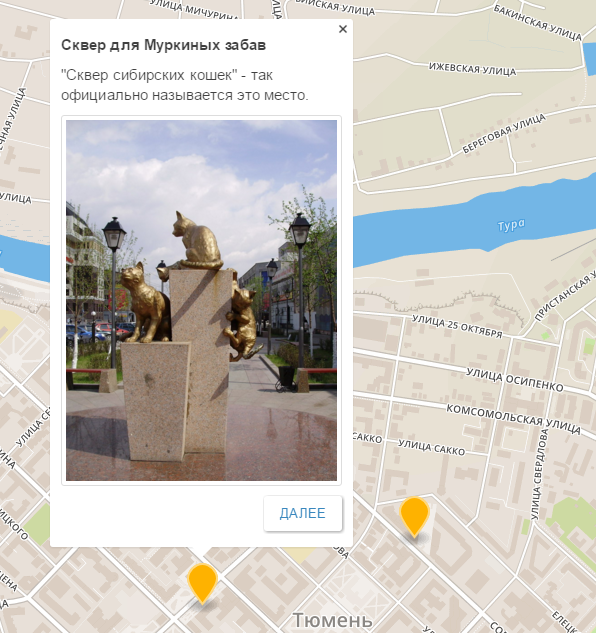 УЛИЦА МИЧУРИНА
БАКИНСКАЯ УЛИЦА
×
Сквер для Муркиных забав
"Сквер сибирских кошек" - так
официально называется это место.
ИЖЕВСКАЯ УЛИЦА
БЕРЕГОВАЯ УЛИЦА
УЛИЦА
Тура
ПРИСТАНСКАЯ
УЛИЦА 25 ОКТЯБРЯ
УЛИЦА ОСИПЕНКО
КОМСОМОЛЬСКАЯ УЛИЦА
САККО
УЛИЦА САККО
УЛИЦА СВЕРДЛОВА
ДАЛЕЕ
Тюмень